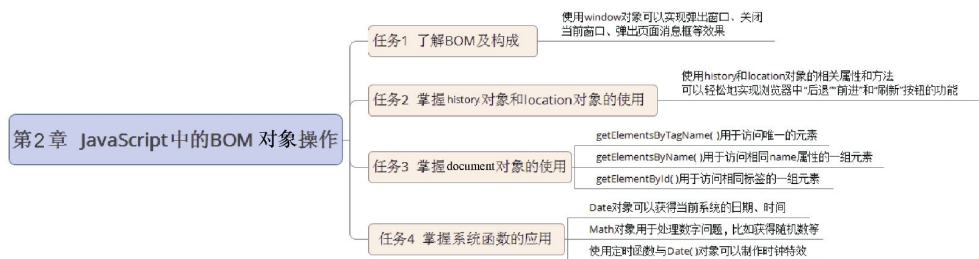 第2章 JavaScript中的BOM 对象操作
任务1 了解BOM及构成
使用window对象可以实现弹出窗口、关闭
当前窗口、弹出页面消息框等效果
任务2 掌握history对象和location对象的使用
使用history和location对象的相关属性和方法
可以轻松地实现浏览器中“后退”“前进”和“刷新”按钮的功能
任务3 掌握document对象的使用
getElementsByTagName( )用于访问唯一的元素
getElementsByName( )用于访问相同name属性的一组元素
getElementById( )用于访问相同标签的一组元素
任务4 掌握系统函数的应用
Date对象可以获得当前系统的日期、时间
Math对象用于处理数字问题，比如获得随机数等
使用定时函数与Date( )对象可以制作时钟特效